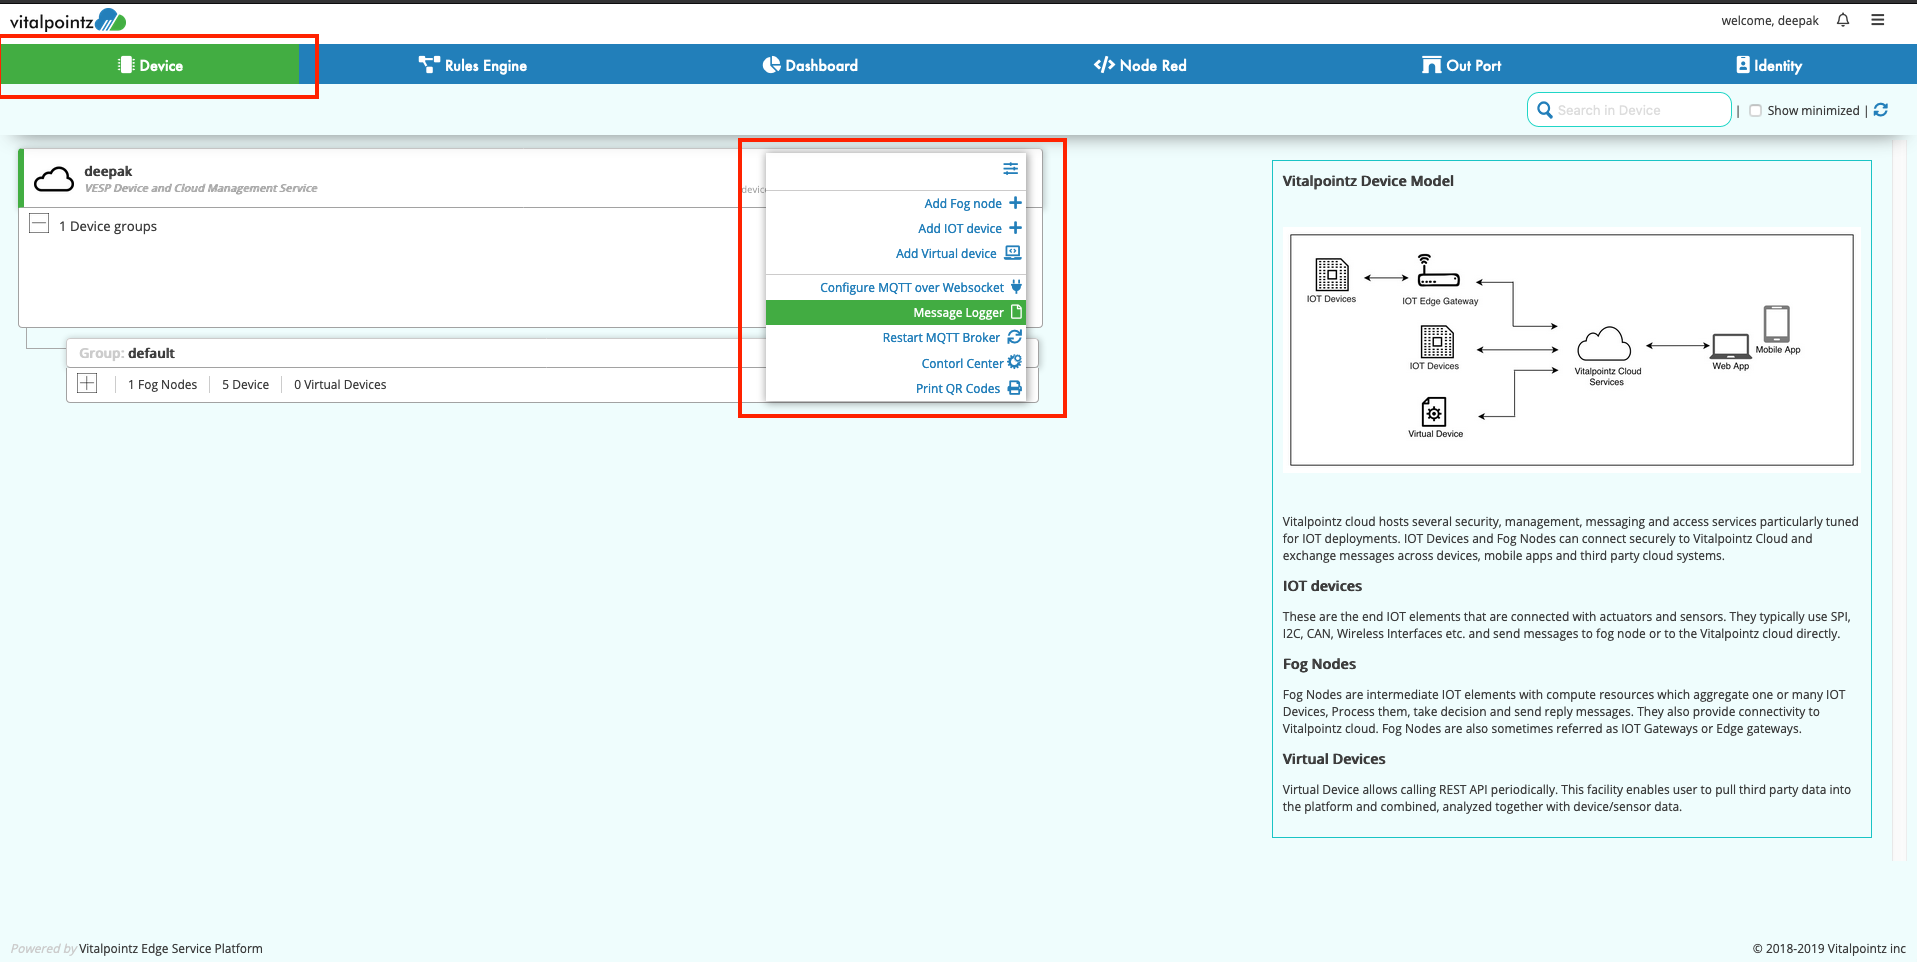 vitalpointz
welcome, deepak
Device
Rules Engine
Dashboard
Node Red
Out Port
Identity
Search in Device
| Show minimized |
deepak
VESP Device and Cloud Management Service
device
1 Device groups
Add Fog node
Add IOT device
Add Virtual device
Configure MQTT over Websocket
Message Logger
Restart MQTT Broker
Contorl Center
Print QR Codes
Group: default
1 Fog Nodes
5 Device
0 Virtual Devices
Vitalpointz Device Model
IOT Devices
IOT Edge Gateway
IOT Devices
Virtual Device
Vitalpointz Cloud
Services
Web App
Mobile App
Vitalpointz cloud hosts several security, management, messaging and access services particularly tuned
for IOT deployments. IOT Devices and Fog Nodes can connect securely to Vitalpointz Cloud and
exchange messages across devices, mobile apps and third party cloud systems.
IOT devices
These are the end IOT elements that are connected with actuators and sensors. They typically use SPI,
I2C, CAN, Wireless Interfaces etc. and send messages to fog node or to the Vitalpointz cloud directly.
Fog Nodes
Fog Nodes are intermediate IOT elements with compute resources which aggregate one or many IOT
Devices, Process them, take decision and send reply messages. They also provide connectivity to
Vitalpointz cloud. Fog Nodes are also sometimes referred as IOT Gateways or Edge gateways.
Virtual Devices
Virtual Device allows calling REST API periodically. This facility enables user to pull third party data into
the platform and combined, analyzed together with device/sensor data.
Powered by Vitalpointz Edge Service Platform
© 2018-2019 Vitalpointz inc